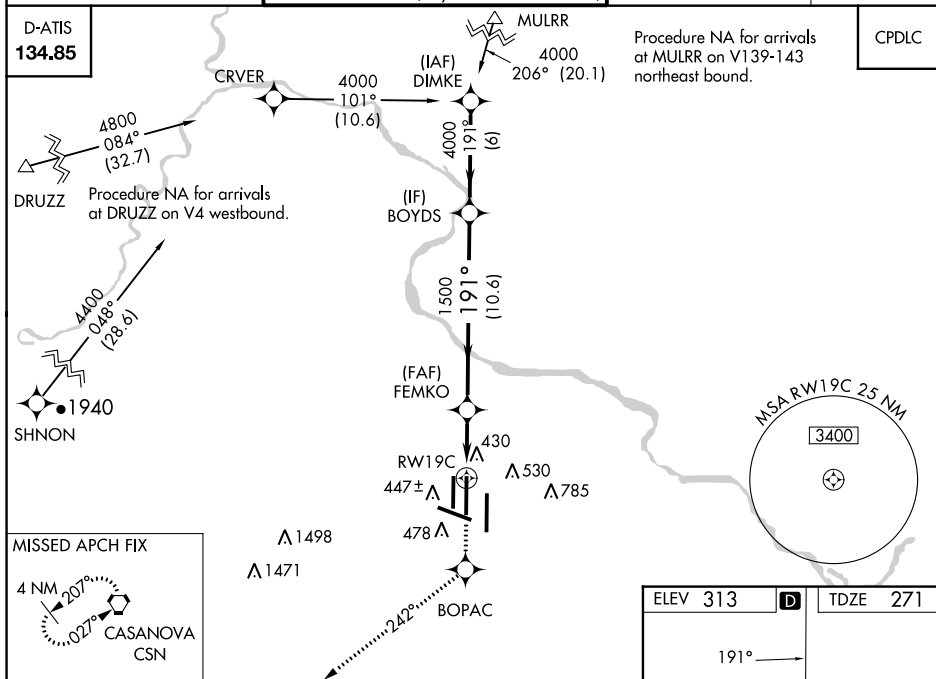 D-ATIS
134.85
MULRR
4000
206° (20.1)
Procedure NA for arrivals
at MULRR on V139-143
northeast bound.
CPDLC
CRVER
4000
101°
(10.6)
(IAF)
DIMKE
4800
084°
(32.7)
DRUZZ
Procedure NA for arrivals
at DRUZZ on V4 westbound.
4000
191°
(6)
(IF)
BOYDS
4400
048°
(28.6)
1500
191°
(10.6)
SHNON
1940
(FAF)
FEMKO
MSA RW19C 25 NM
3400
430
RW19C
530
447±
785
478
1498
1471
MISSED APCH FIX
4 NM
207°
027°
CASANOVA
CSN
BOPAC
242°
ELEV 313 D TDZE 271
191°